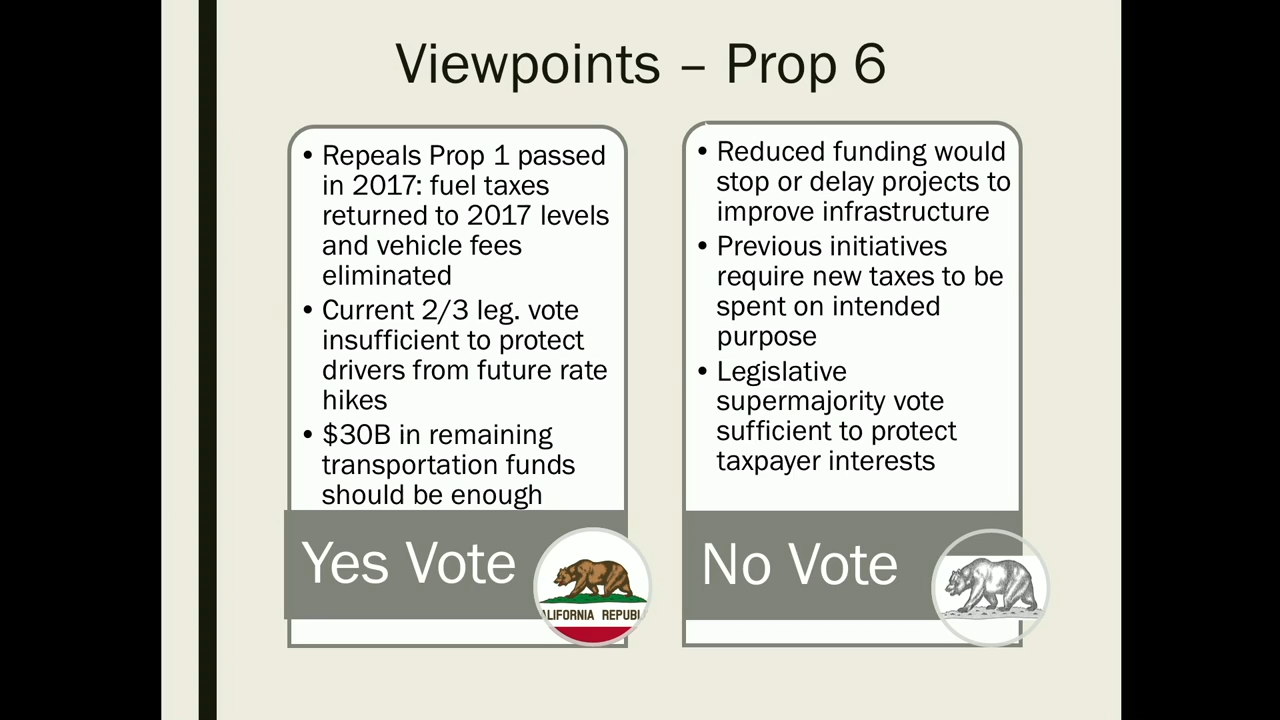 Viewpoints – Prop 6
• Repeals Prop 1 passed
in 2017: fuel taxes
returned to 2017 levels
and vehicle fees
eliminated
• Current 2/3 leg. vote
insufficient to protect
drivers from future rate
hikes
• $30B in remaining
transportation funds
should be enough
Yes Vote
ALIFORNIA REPUBL
• Reduced funding would
stop or delay projects to
improve infrastructure
• Previous initiatives
require new taxes to be
spent on intended
purpose
• Legislative
supermajority vote
sufficient to protect
taxpayer interests
No Vote